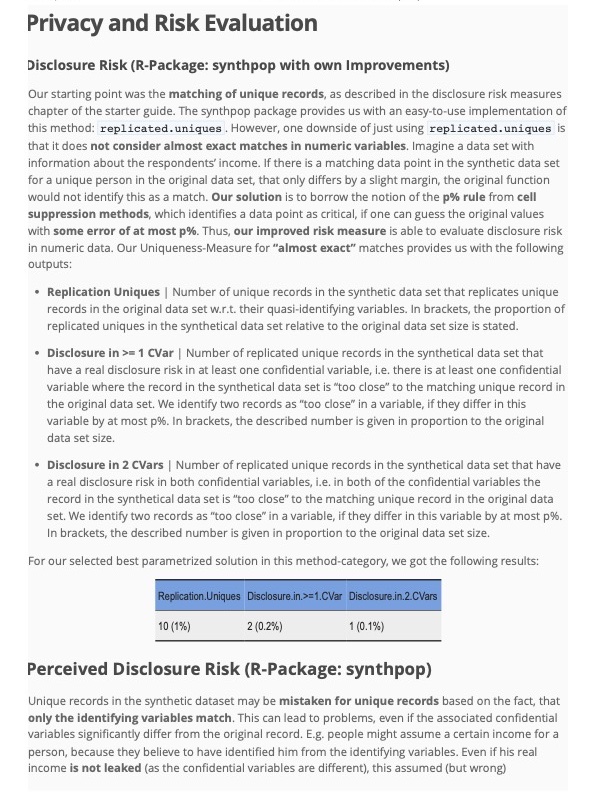 Privacy and Risk Evaluation
Disclosure Risk (R-Package: synthpop with own Improvements)
Our starting point was the matching of unique records, as described in the disclosure risk measures
chapter of the starter guide. The synthpop package provides us with an easy-to-use implementation of
this method: replicated.uniques . However, one downside of just using replicated.uniques is
that it does not consider almost exact matches in numeric variables. Imagine a data set with
information about the respondents' income. If there is a matching data point in the synthetic data set
for a unique person in the original data set, that only differs by a slight margin, the original function
would not identify this as a match. Our solution is to borrow the notion of the p% rule from cell
suppression methods, which identifies a data point as critical, if one can guess the original values
with some error of at most p%. Thus, our improved risk measure is able to evaluate disclosure risk
in numeric data. Our Uniqueness-Measure for "almost exact" matches provides us with the following
outputs:
• Replication Uniques | Number of unique records in the synthetic data set that replicates unique
records in the original data set w.r.t. their quasi-identifying variables. In brackets, the proportion of
replicated uniques in the synthetical data set relative to the original data set size is stated.
• Disclosure in >= 1 CVar | Number of replicated unique records in the synthetical data set that
have a real disclosure risk in at least one confidential variable, i.e. there is at least one confidential
variable where the record in the synthetical data set is "too close" to the matching unique record in
the original data set. We identify two records as "too close" in a variable, if they differ in this
variable by at most p%. In brackets, the described number is given in proportion to the original
data set size.
• Disclosure in 2 CVars | Number of replicated unique records in the synthetical data set that have
a real disclosure risk in both confidential variables, i.e. in both of the confidential variables the
record in the synthetical data set is "too close" to the matching unique record in the original data
set. We identify two records as "too close" in a variable, if they differ in this variable by at most p%.
In brackets, the described number is given in proportion to the original data set size.
For our selected best parametrized solution in this method-category, we got the following results:
Replication.Uniques Disclosure.in.>=1.CVar Disclosure.in.2.CVars
10 (1%) 2 (0.2%) 1 (0.1%)
Perceived Disclosure Risk (R-Package: synthpop)
Unique records in the synthetic dataset may be mistaken for unique records based on the fact, that
only the identifying variables match. This can lead to problems, even if the associated confidential
variables significantly differ from the original record. E.g. people might assume a certain income for a
person, because they believe to have identified him from the identifying variables. Even if his real
income is not leaked (as the confidential variables are different), this assumed (but wrong)